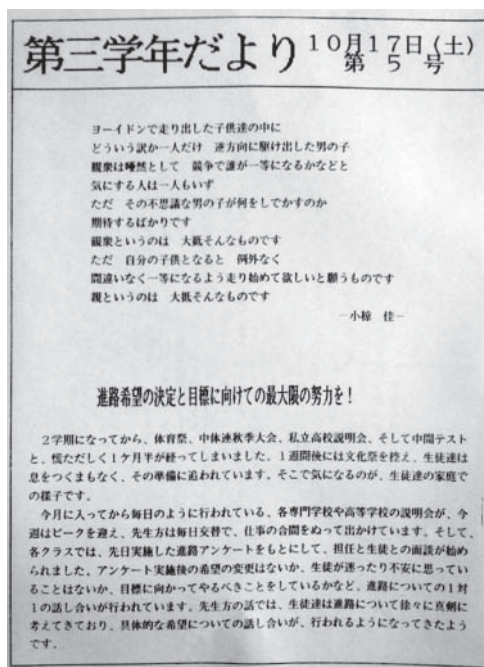 第三学年だより
10月17日(土)
第5号
ヨーイドンで走り出した子供達の中に
どういう訳か一人だけ 逆方向に駆け出した男の子
観衆は唖然として 競争で誰が一等になるかなどと
気にする人は一人もいず
ただ その不思議な男の子が何をしでかすのか
期待するばかりです
観衆というのは 大抵そんなものです
ただ 自分の子供となると 例外なく
間違いなく一等になるよう走り始めて欲しいと願うものです
親というのは 大抵そんなものです
―小椋 佳―
進路希望の決定と目標に向けての最大限の努力を！
2学期になってから、体育祭、中体連秋季大会、私立高校説明会、そして中間テスト
と、慌ただしく1ケ月半が経ってしまいました。1週間後には文化祭を控え、生徒達は
息をつくまもなく、その準備に追われています。そこで気になるのが、生徒達の家庭で
の様子です。
今月に入ってから毎日のように行われている、各専門学校や高等学校の説明会が、今
週はピークを迎え、先生方は毎日交替で、仕事の合間をぬって出かけています。そして、
各クラスでは、先日実施した進路アンケートをもとにして、担任と生徒との面談が始め
られました。アンケート実施後の希望の変更はないか、生徒が迷ったり不安に思ってい
ることはないか、目標に向かってやるべきことをしているかなど、進路についての1対
1の話し合いが行われています。先生方の話では、生徒達は進路について徐々に真剣に
考えてきており、具体的な希望についての話し合いが、行われるようになってきたよう
です。